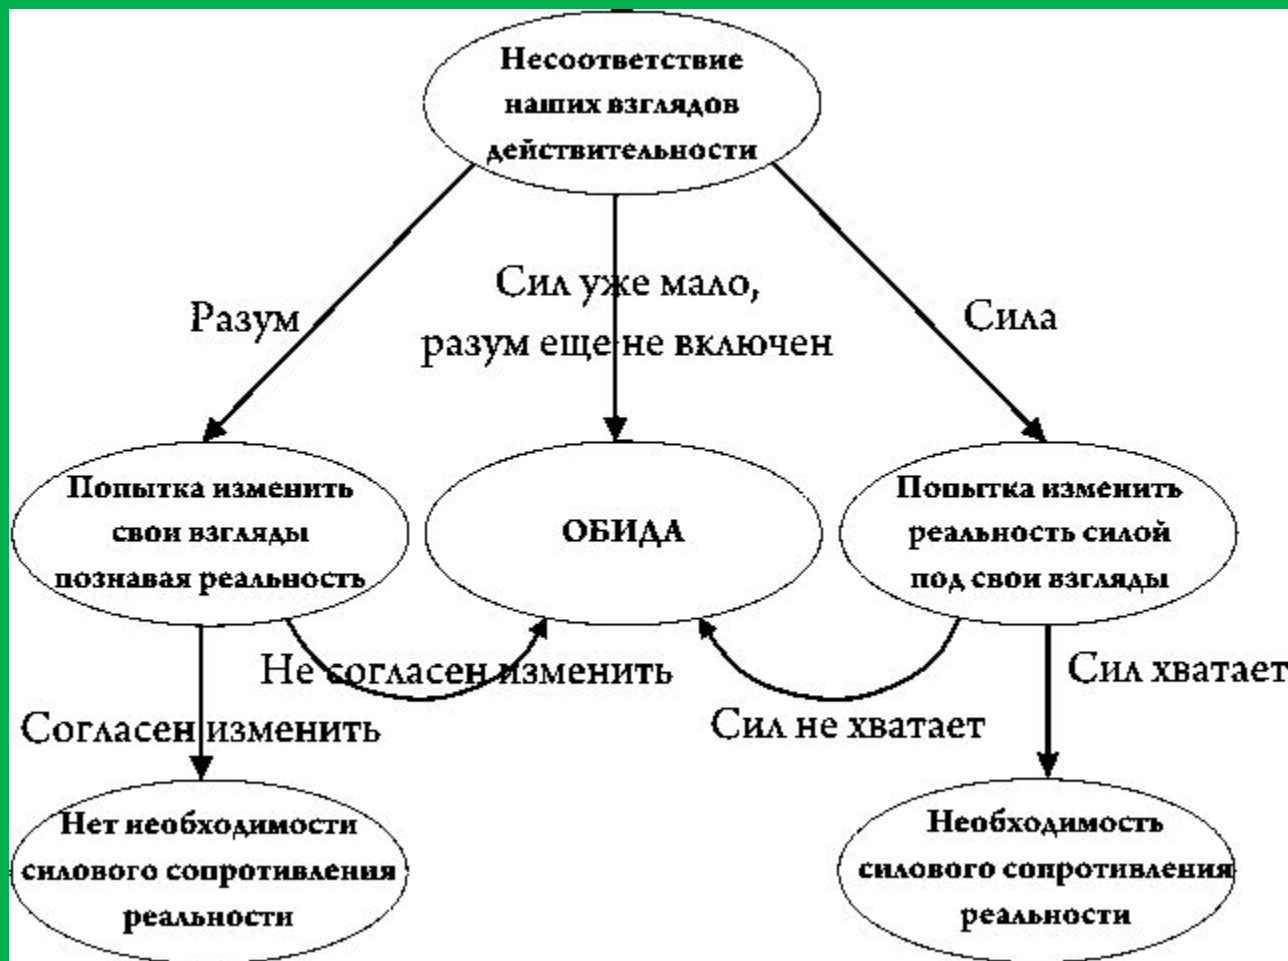 Несоответствие
наших взглядов
действительности
Сил уже мало,
разум еще не включен
Разум
Сила
Попытка изменить
свои взгляды
познавая реальность
ОБИДА
Попытка изменить
реальность силой
под свои взгляды
Не согласен изменить
Сил хватает
Согласен изменить
Сил не хватает
Нет необходимости
силового сопротивления
реальности
Необходимость
силового сопротивления
реальности